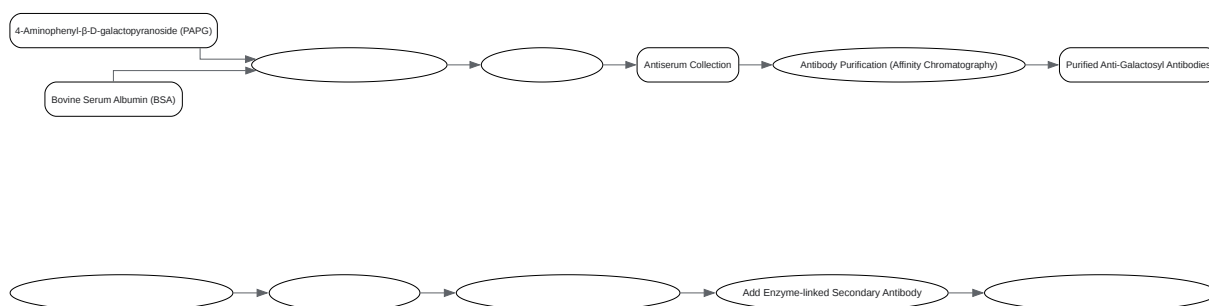 4-Aminophenyl-β-D-galactopyranoside (PAPG)
Bovine Serum Albumin (BSA)
Antiserum Collection
Antibody Purification (Affinity Chromatography)
Purified Anti-Galactosyl Antibodies
Add Enzyme-linked Secondary Antibody